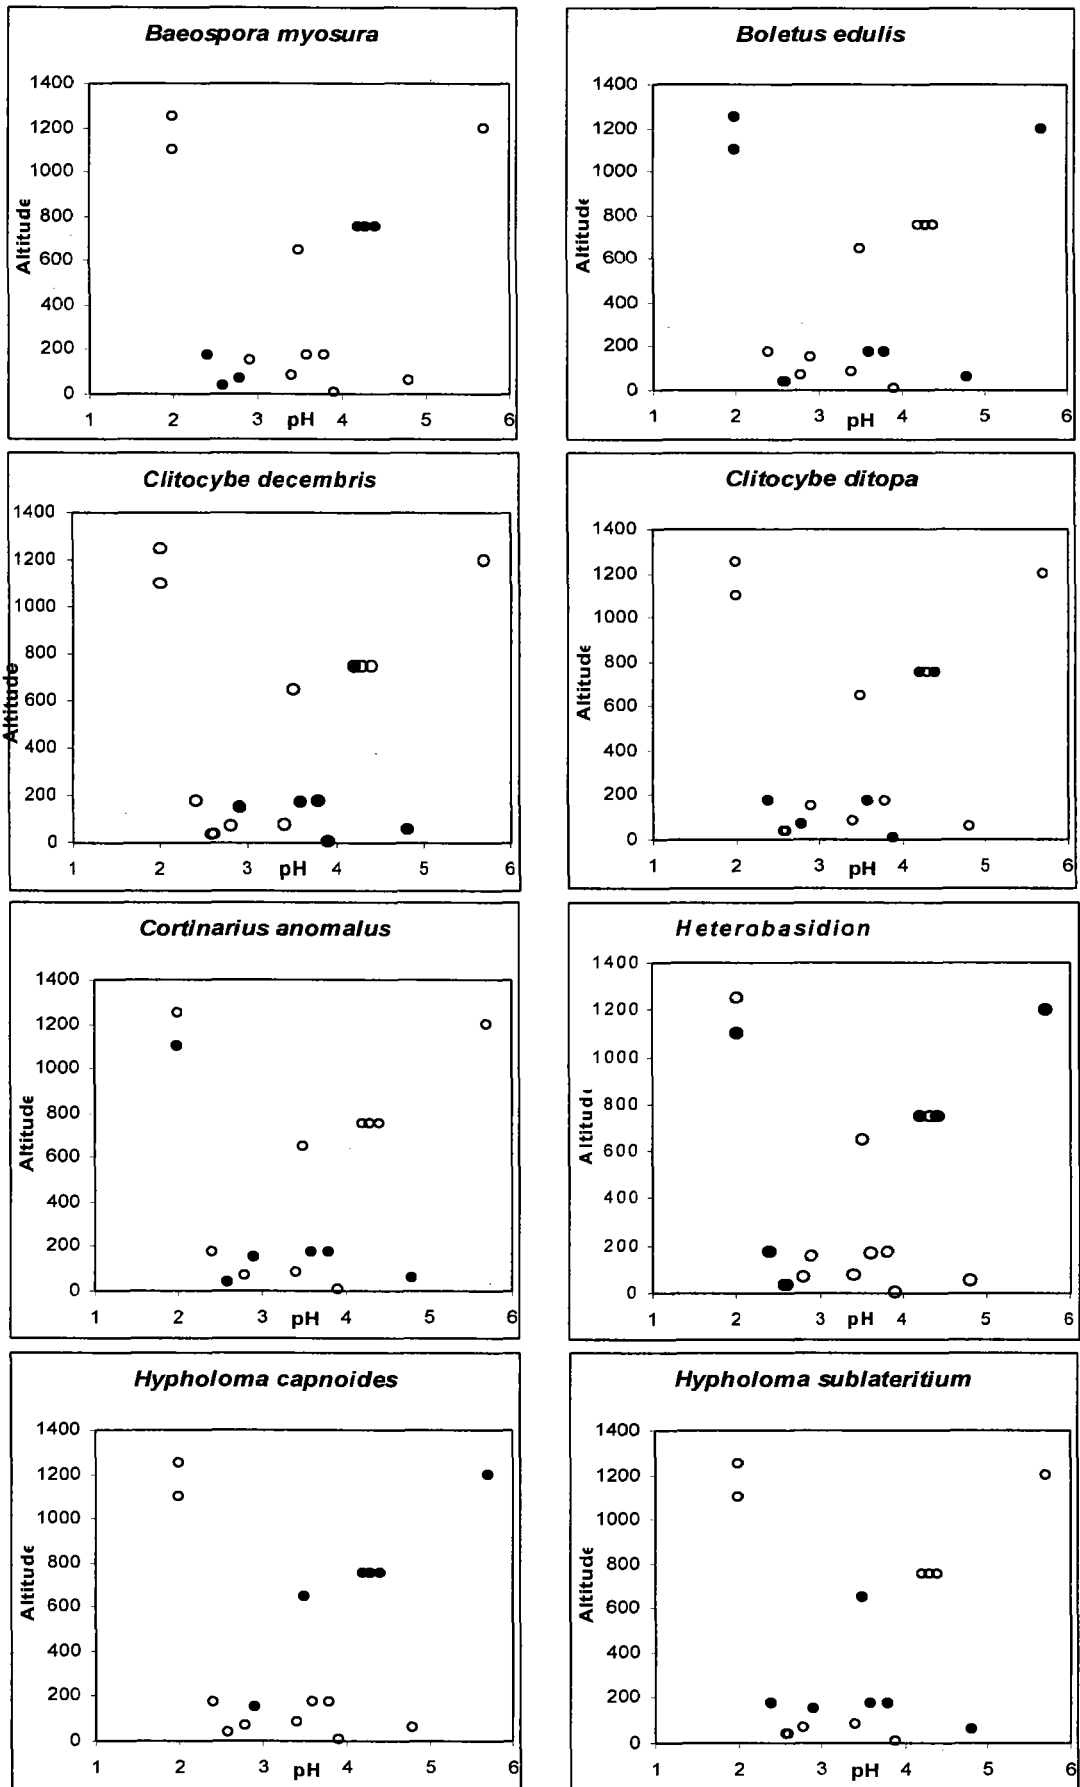 Baeospora myosura
1400
1200
1000
800
600
400
200
0
Altitude
1 2 3 4 5 6
pH
Boletus edulis
1400
1200
1000
800
600
400
200
0
Altitude
1 2 3 4 5 6
pH
Clitocybe decembris
1400
1200
1000
800
600
400
200
0
Altitude
1 2 3 4 5 6
pH
Clitocybe ditopa
1400
1200
1000
800
600
400
200
0
Altitude
1 2 3 4 5 6
pH
Cortinarius anomalus
1400
1200
1000
800
600
400
200
0
Altitude
1 2 3 4 5 6
pH
Heterobasidion
1400
1200
1000
800
600
400
200
0
Altitude
1 2 3 4 5 6
pH
Hypholoma capnoides
1400
1200
1000
800
600
400
200
0
Altitude
1 2 3 4 5 6
pH
Hypholoma sublateritium
1400
1200
1000
800
600
400
200
0
Altitude
1 2 3 4 5 6
pH